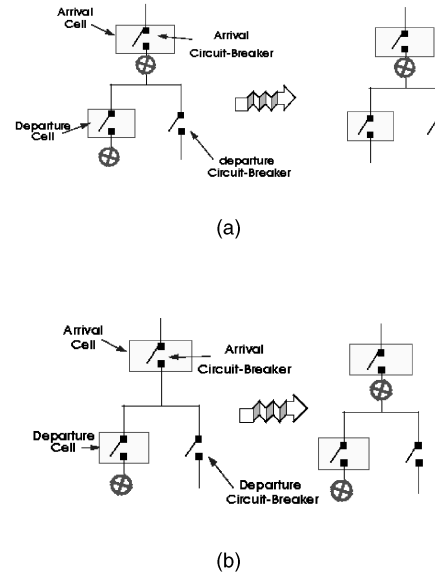 Arrival
Cell
Arrival
Circuit-Breaker
Departure
Cell
departure
Circuit-Breaker
(a)
Arrival
Cell
Arrival
Circuit-Breaker
Departure
Cell
Departure
Circuit-Breaker
(b)